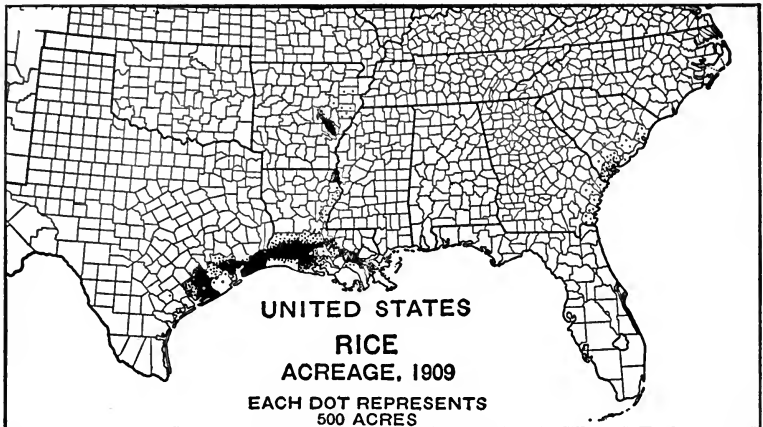 UNITED STATES
RICE
ACREAGE, 1909
EACH DOT REPRESENTS
500 ACRES